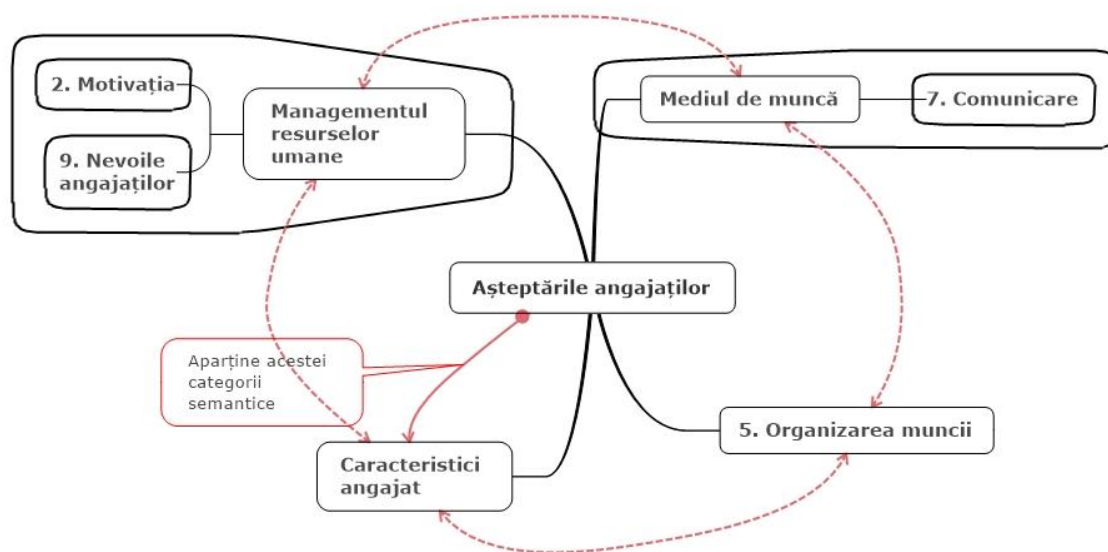 2. Motivația
9. Nevoile
angajaților
Managementul
resurselor
umane
Mediul de muncă
7. Comunicare
Așteptările angajaților
Aparține acestei
categorii
semantice
Caracteristici
angajat
5. Organizarea muncii